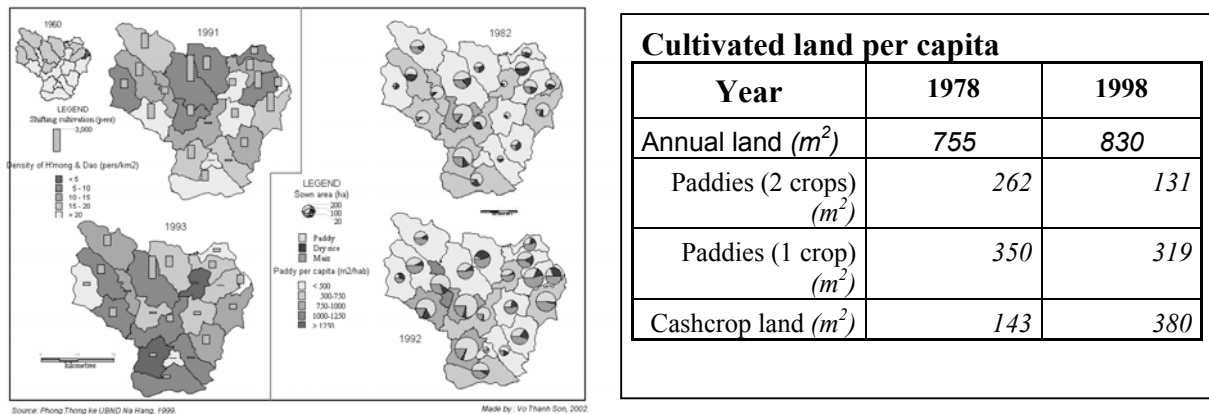 1960
1991
LEGEND
Shifting cultivation (pers)
3,000
Density of H'mong & Dao (pers/km2)
< 5
5 - 10
10 - 15
15 - 20
> 20
1993
kilometres
1982
LEGEND
Sown area (ha)
200
100
20
Paddy
Dry rice
Mais
Paddy per capita (m2/hab)
< 500
500-750
750-1000
1000-1250
> 1250
1992
Source: Phong Thong ke UBND Na Hang, 1999.
Made by : Vo Thanh Son, 2002.
Cultivated land per capita
Year 1978 1998
Annual land (m²) 755 830
Paddies (2 crops) 262 131
(m²)
Paddies (1 crop) 350 319
(m²)
Cashcrop land (m²) 143 380